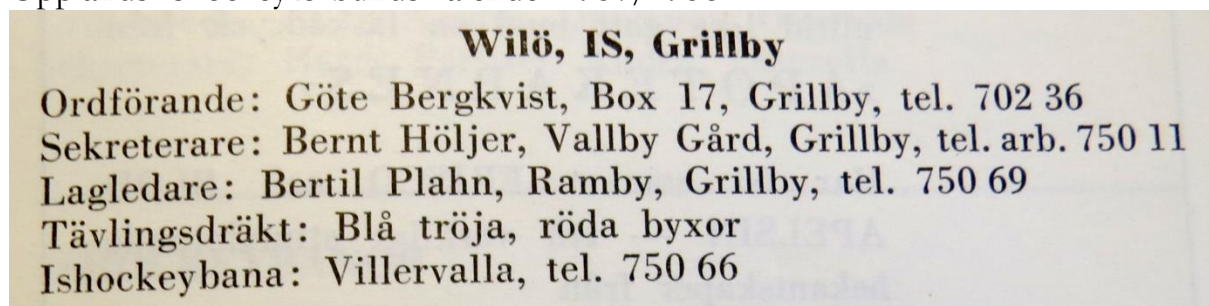 Wilö, IS, Grillby
Ordförande: Göte Bergkvist, Box 17, Grillby, tel. 702 36
Sekreterare: Bernt Höljer, Vallby Gård, Grillby, tel. arb. 750 11
Lagledare: Bertil Plahn, Ramby, Grillby, tel. 750 69
Tävlingsdräkt: Blå tröja, röda byxor
Ishockeybana: Villervalla, tel. 750 66